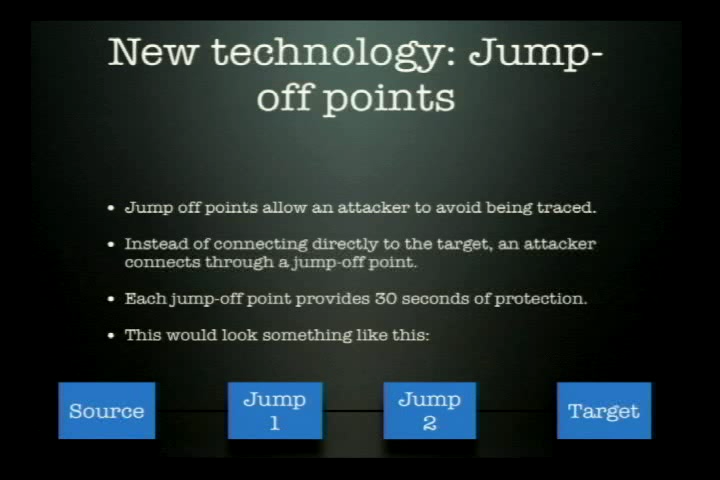 New technology: Jump-
off points
• Jump off points allow an attacker to avoid being traced.
• Instead of connecting directly to the target, an attacker
connects through a jump-off point.
• Each jump-off point provides 30 seconds of protection.
• This would look something like this:
Source
Jump
1
Jump
2
Target